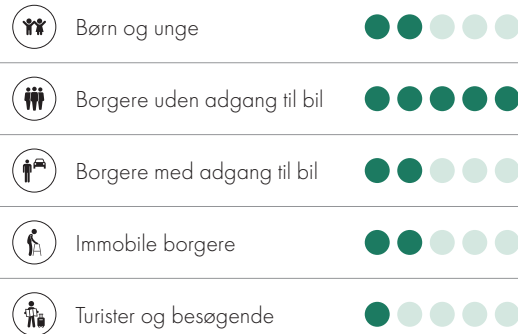 Børn og unge
Borgere uden adgang til bil
Borgere med adgang til bil
Immobile borgere
Turister og besøgende